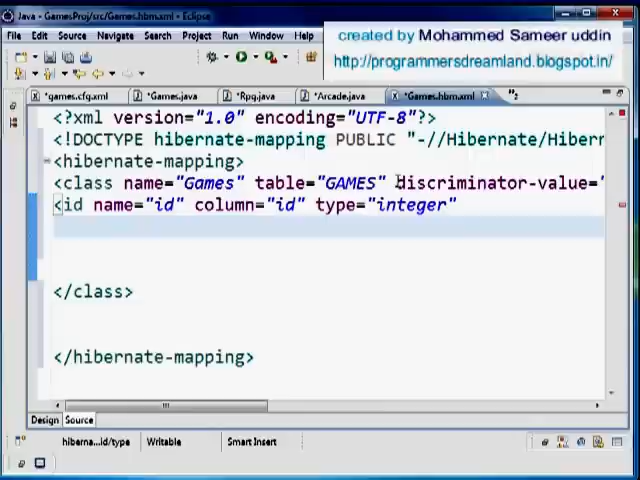 Java - GamesProj/src/Games.hbm.xml - Eclipse
File Edit Source Navigate Search Project Run Window
created by Mohammed Sameer uddin
http://programmersdreamland.blogspot.in/
*games.cfg.xml *Games.java *Rpg.java *Arcade.java *Games.hbm.xml »2
<?xml version="1.0" encoding="UTF-8"?>
<!DOCTYPE hibernate-mapping PUBLIC "-//Hibernate/Hibern
<hibernate-mapping>
<class name="Games" table="GAMES" discriminator-value="
<id name="id" column="id" type="integer"
</class>
</hibernate-mapping>
Design Source
hiberna...id/type Writable Smart Insert